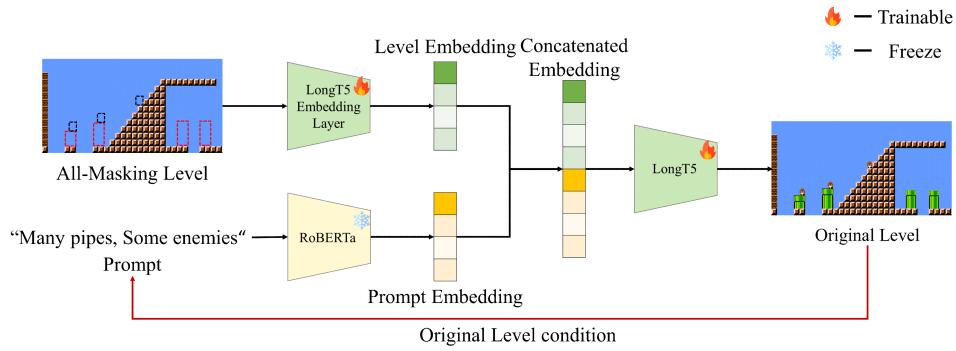 Trainable
Freeze
Level Embedding
Concatenated
Embedding
LongT5
Embedding
Layer
All-Masking Level
LongT5
Original Level
“Many pipes, Some enemies“
Prompt
RoBERTa
Prompt Embedding
Original Level condition